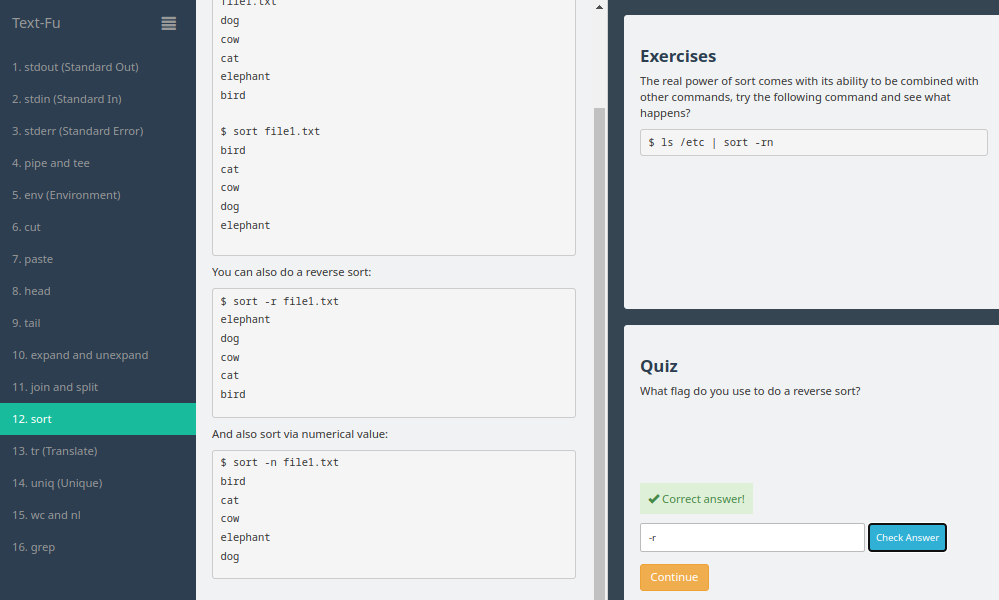 Text-Fu
1. stdout (Standard Out)
2. stdin (Standard In)
3. stderr (Standard Error)
4. pipe and tee
5. env (Environment)
6. cut
7. paste
8. head
9. tail
10. expand and unexpand
11. join and split
12. sort
13. tr (Translate)
14. uniq (Unique)
15. wc and nl
16. grep
file1.txt
dog
cow
cat
elephant
bird
$ sort file1.txt
bird
cat
cow
dog
elephant
You can also do a reverse sort:
$ sort -r file1.txt
elephant
dog
cow
cat
bird
And also sort via numerical value:
$ sort -n file1.txt
bird
cat
cow
elephant
dog
Exercises
The real power of sort comes with its ability to be combined with
other commands, try the following command and see what
happens?
$ ls /etc | sort -rn
Quiz
What flag do you use to do a reverse sort?
Correct answer!
-r
Check Answer
Continue